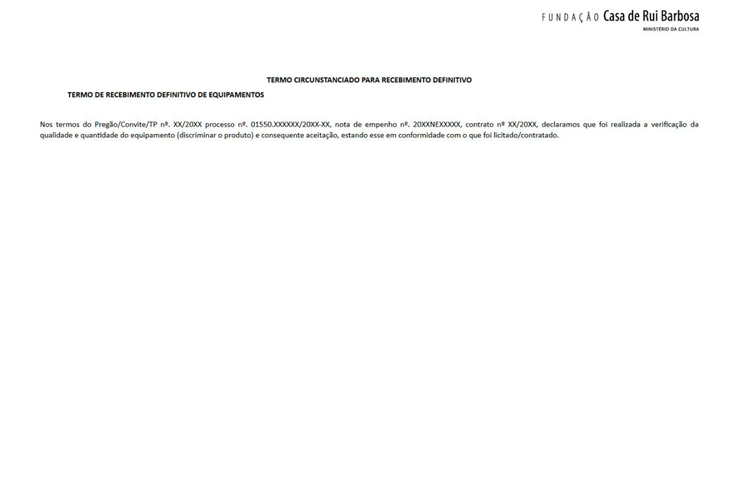 FUNDAÇÃO Casa de Rui Barbosa
MINISTÉRIO DA CULTURA
TERMO CIRCUNSTANCIADO PARA RECEBIMENTO DEFINITIVO
TERMO DE RECEBIMENTO DEFINITIVO DE EQUIPAMENTOS
Nos termos do Pregão/Convite/TP nº. XX/20XX processo nº. 01550.XXXXXX/20XX-XX, nota de empenho nº. 20XXNEXXXXX, contrato nº XX/20XX, declaramos que foi realizada a verificação da
qualidade e quantidade do equipamento (discriminar o produto) e consequente aceitação, estando esse em conformidade com o que foi licitado/contratado.